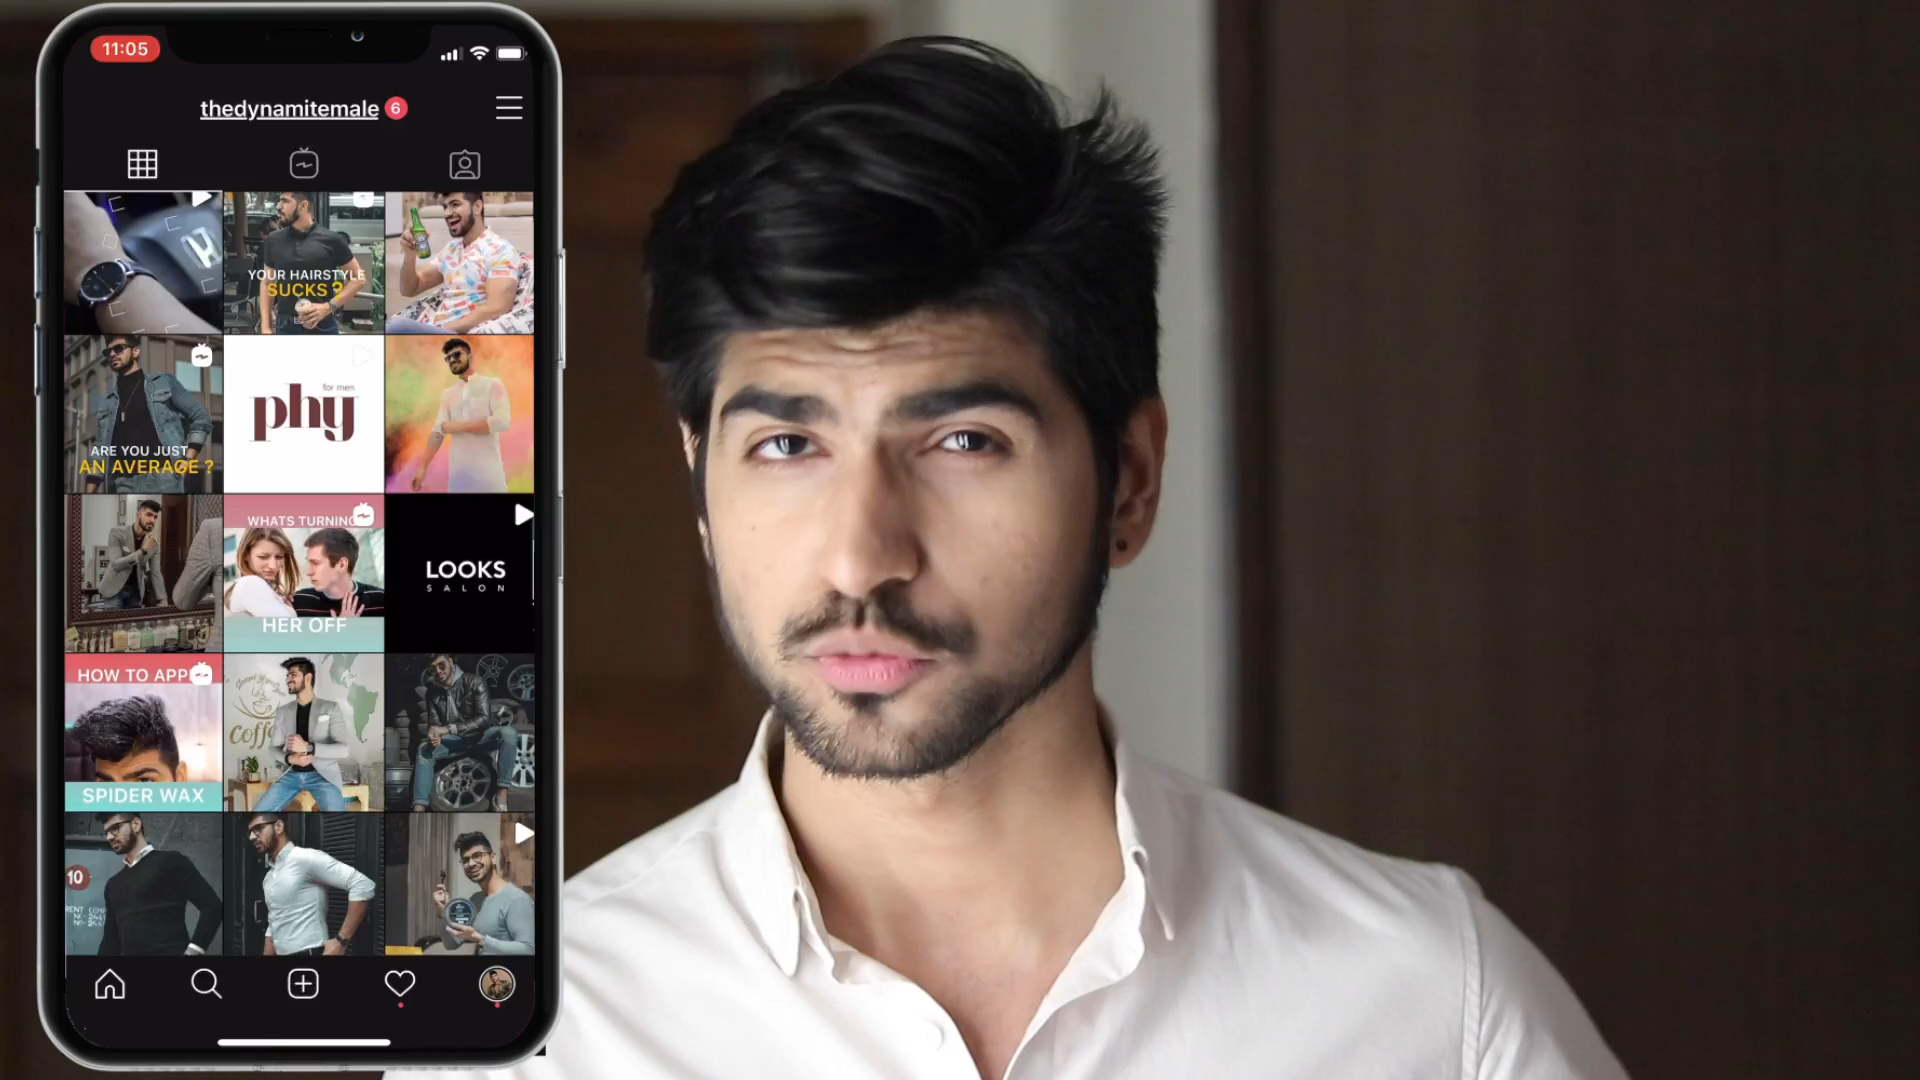 11:05
thedynamitemale 6
YOUR HAIRSTYLE
SUCKS ?
ARE YOU JUST
AN AVERAGE ?
for men
phy
WHATS TURNING
HER OFF
LOOKS
SALON
HOW TO APP
SPIDER WAX
Coff
10